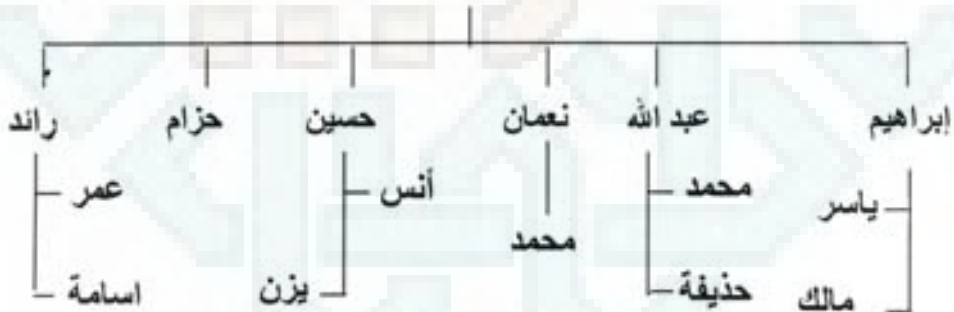 إبراهيم عبد الله نعمان حسين حزام رائد
ياسر محمد أنس عمر
محمد
مالك حذيفة يزن اسامة